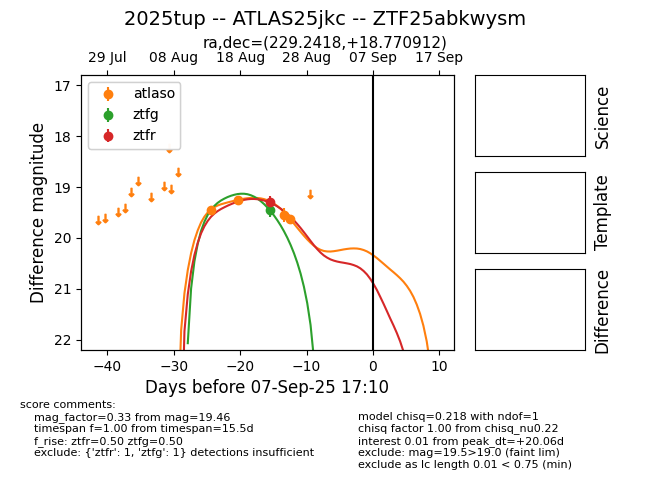 2025tup -- ATLAS25jkc -- ZTF25abkwysm
ra,dec=(229.2418,+18.770912)
29 Jul 08 Aug 18 Aug 28 Aug 07 Sep 17 Sep
atlaso
ztfg
ztfr
17
18
19
20
21
22
Difference magnitude
−40 −30 −20 −10 0 10
Days before 07-Sep-25 17:10
Science
Template
Difference
score comments:
mag_factor=0.33 from mag=19.46
timespan f=1.00 from timespan=15.5d
f_rise: ztfr=0.50 ztfg=0.50
exclude: {'ztfr': 1, 'ztfg': 1} detections insufficient
model chisq=0.218 with ndof=1
chisq factor 1.00 from chisq_nu0.22
interest 0.01 from peak_dt=+20.06d
exclude: mag=19.5>19.0 (faint lim)
exclude as lc length 0.01 < 0.75 (min)